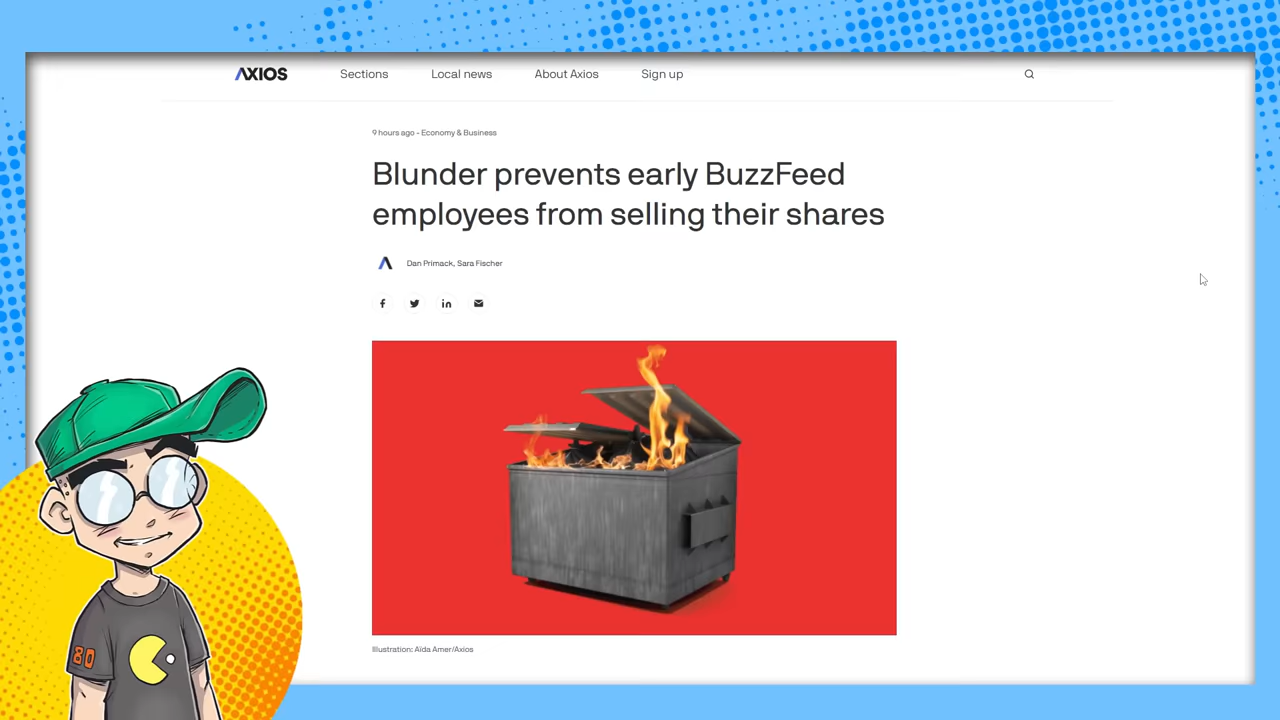 AXIOS Sections Local news About Axios Sign up
9 hours ago - Economy & Business
Blunder prevents early BuzzFeed
employees from selling their shares
Dan Primack, Sara Fischer
Illustration: Aïda Amer/Axios
80